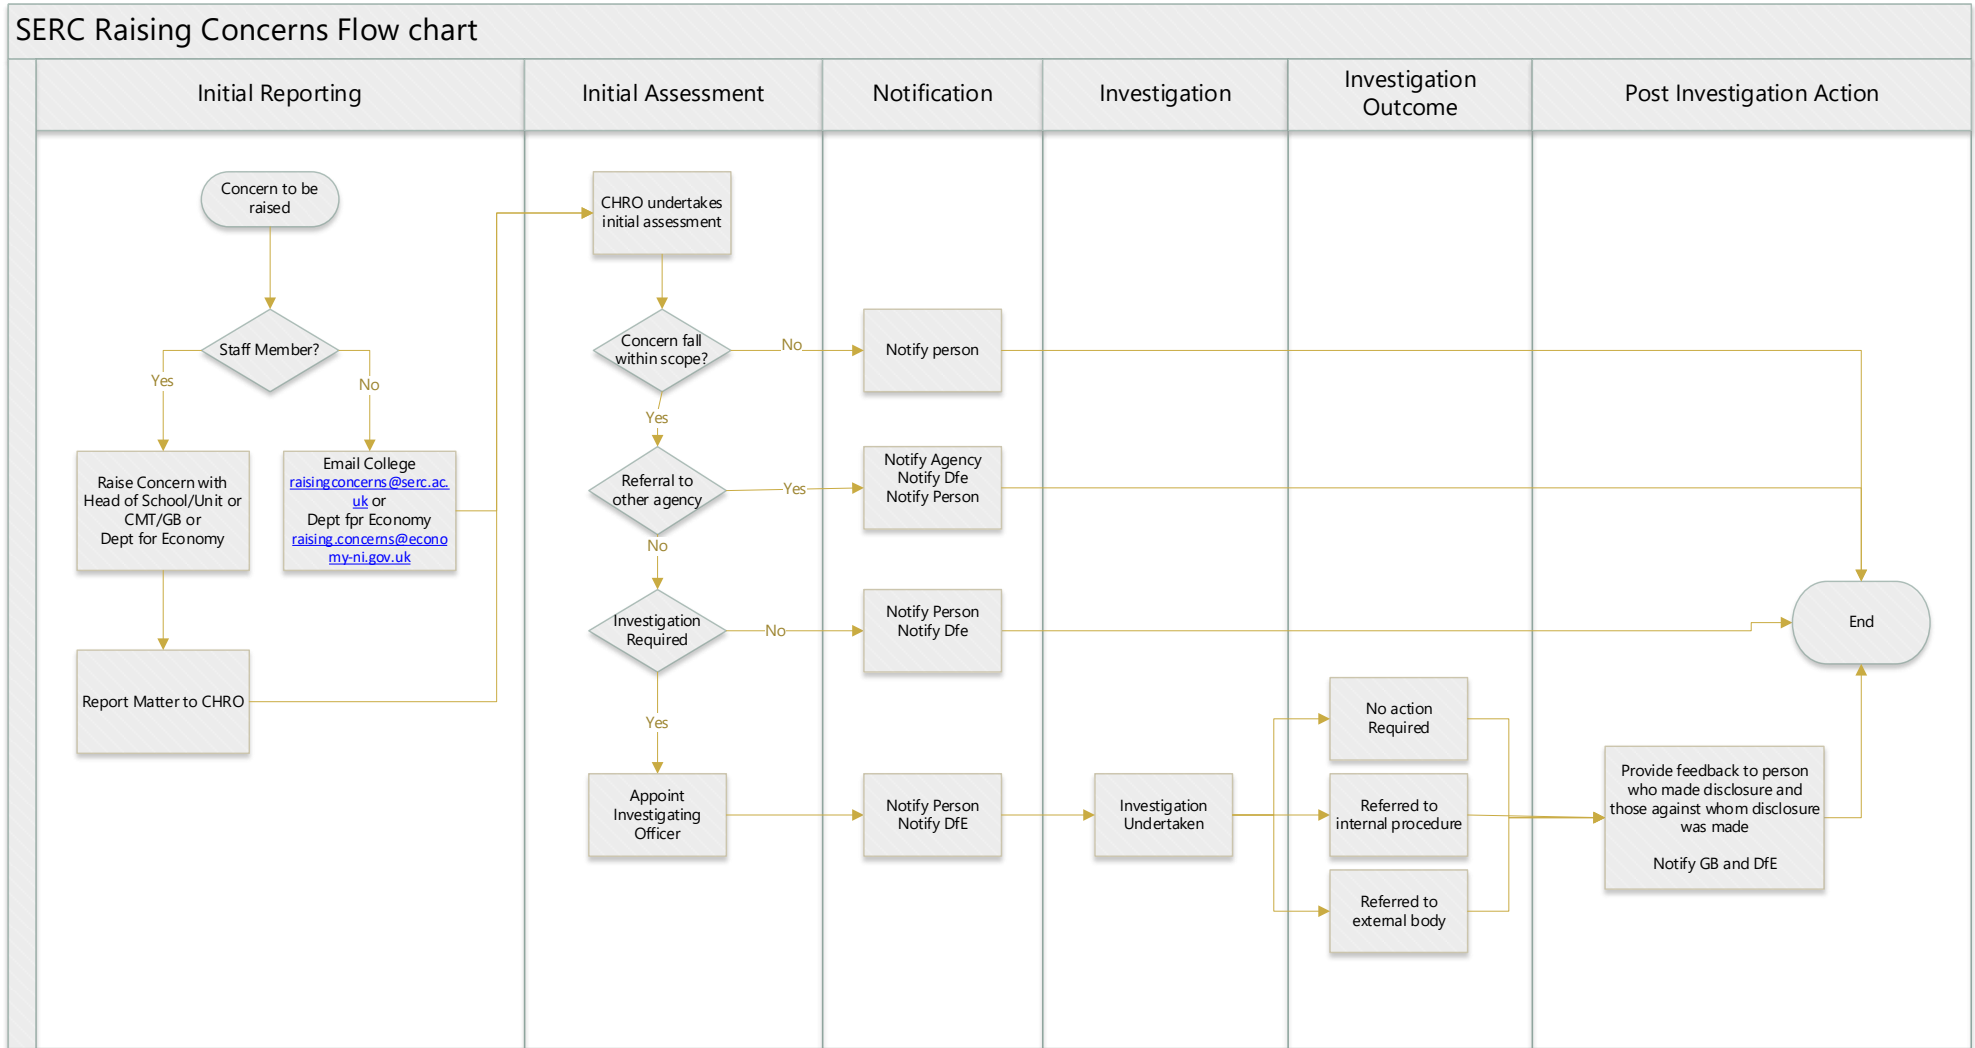 SERC Raising Concerns Flow chart
Initial Reporting
Initial Assessment
Notification
Investigation
Investigation
Outcome
Post Investigation Action
Concern to be
raised
Staff Member?
Yes
No
Raise Concern with
Head of School/Unit or
CMT/GB or
Dept for Economy
Email College
raisingconcerns@serc.ac.
uk or
Dept fpr Economy
raising.concerns@econo
my-ni.gov.uk
Report Matter to CHRO
CHRO undertakes
initial assessment
Concern fall
within scope?
No
Yes
Referral to
other agency
Yes
No
Investigation
Required
No
Yes
Appoint
Investigating
Officer
Notify person
Notify Agency
Notify Dfe
Notify Person
Notify Person
Notify Dfe
Notify Person
Notify DfE
Investigation
Undertaken
No action
Required
Referred to
internal procedure
Referred to
external body
Provide feedback to person
who made disclosure and
those against whom disclosure
was made
Notify GB and DfE
End